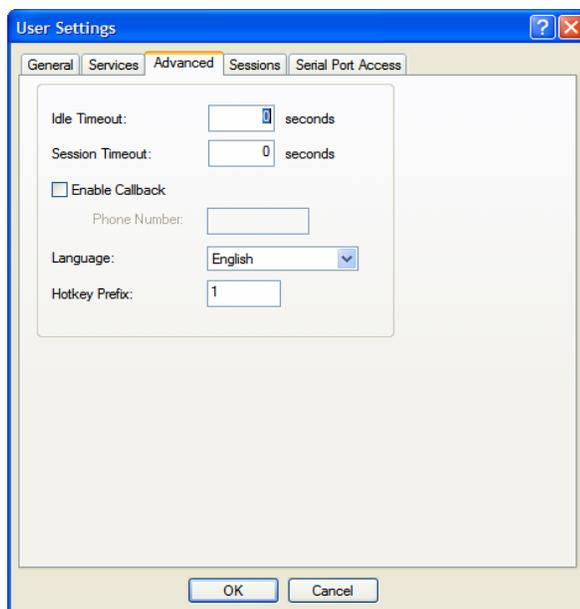 User Settings
General Services Advanced Sessions Serial Port Access
Idle Timeout: 0 seconds
Session Timeout: 0 seconds
Enable Callback
Phone Number:
Language: English
Hotkey Prefix: 1
OK Cancel